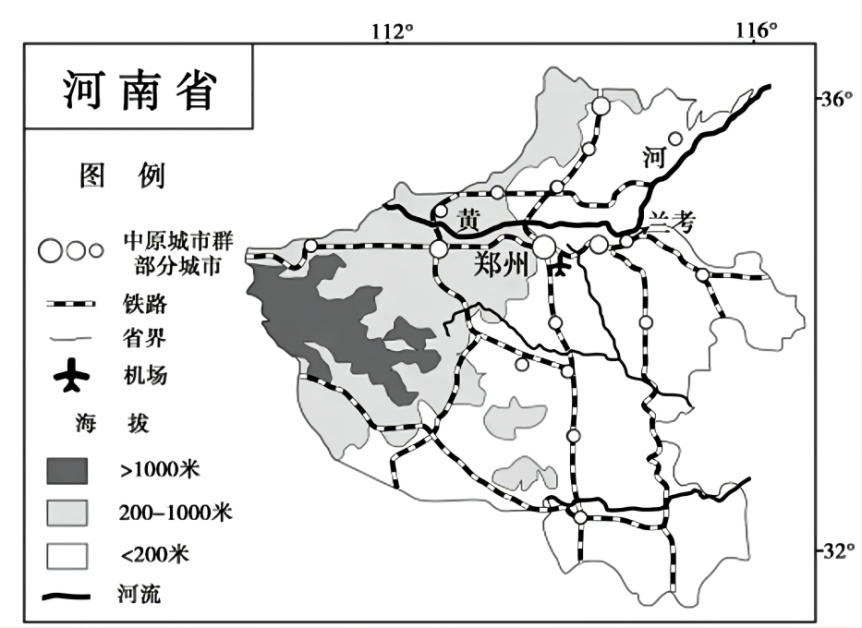 112°
116°
河南省
36°
图 例
河
黄
兰考
中原城市群
部分城市
郑州
铁路
省界
机场
海 拔
>1000米
200-1000米
<200米
32°
河流